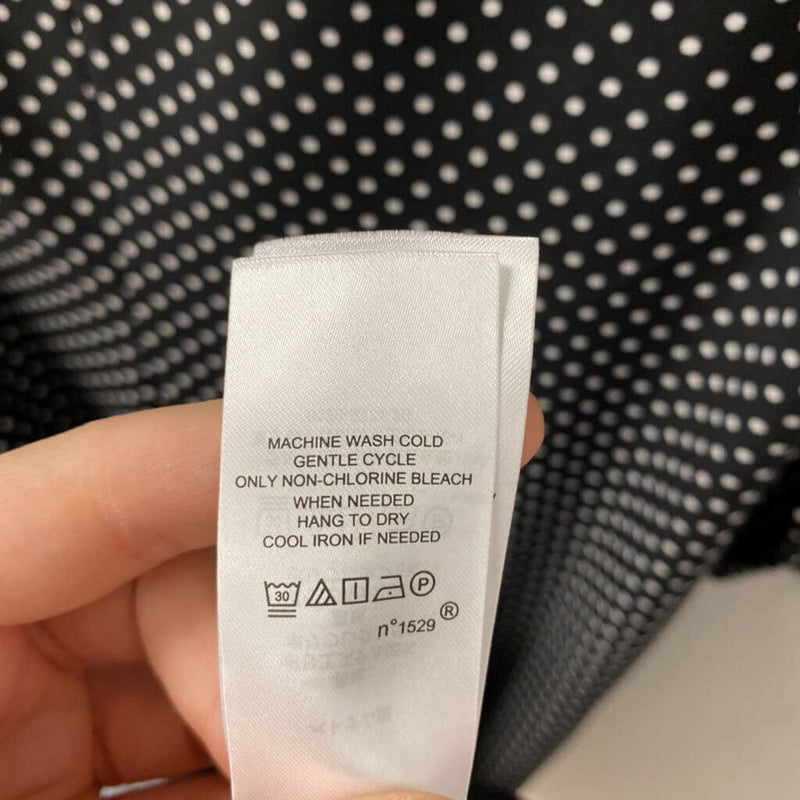 MACHINE WASH COLD
GENTLE CYCLE
ONLY NON-CHLORINE BLEACH
WHEN NEEDED
HANG TO DRY
COOL IRON IF NEEDED
30 P
n°1529®